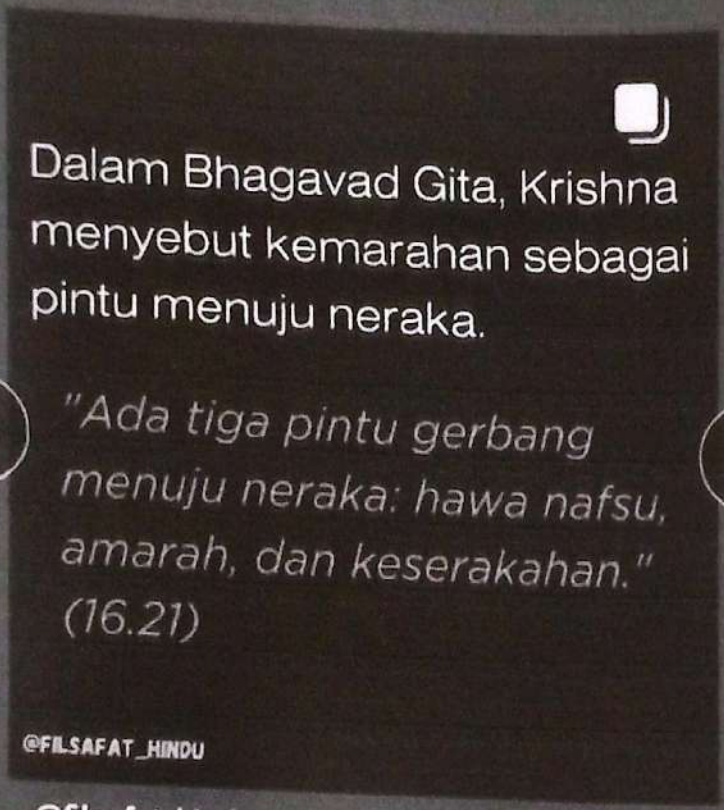 Dalam Bhagavad Gita, Krishna
menyebut kemarahan sebagai
pintu menuju neraka.
"Ada tiga pintu gerbang
menuju neraka: hawa nafsu,
amarah, dan keserakahan."
(16.21)
@FILSAFAT_HINDU